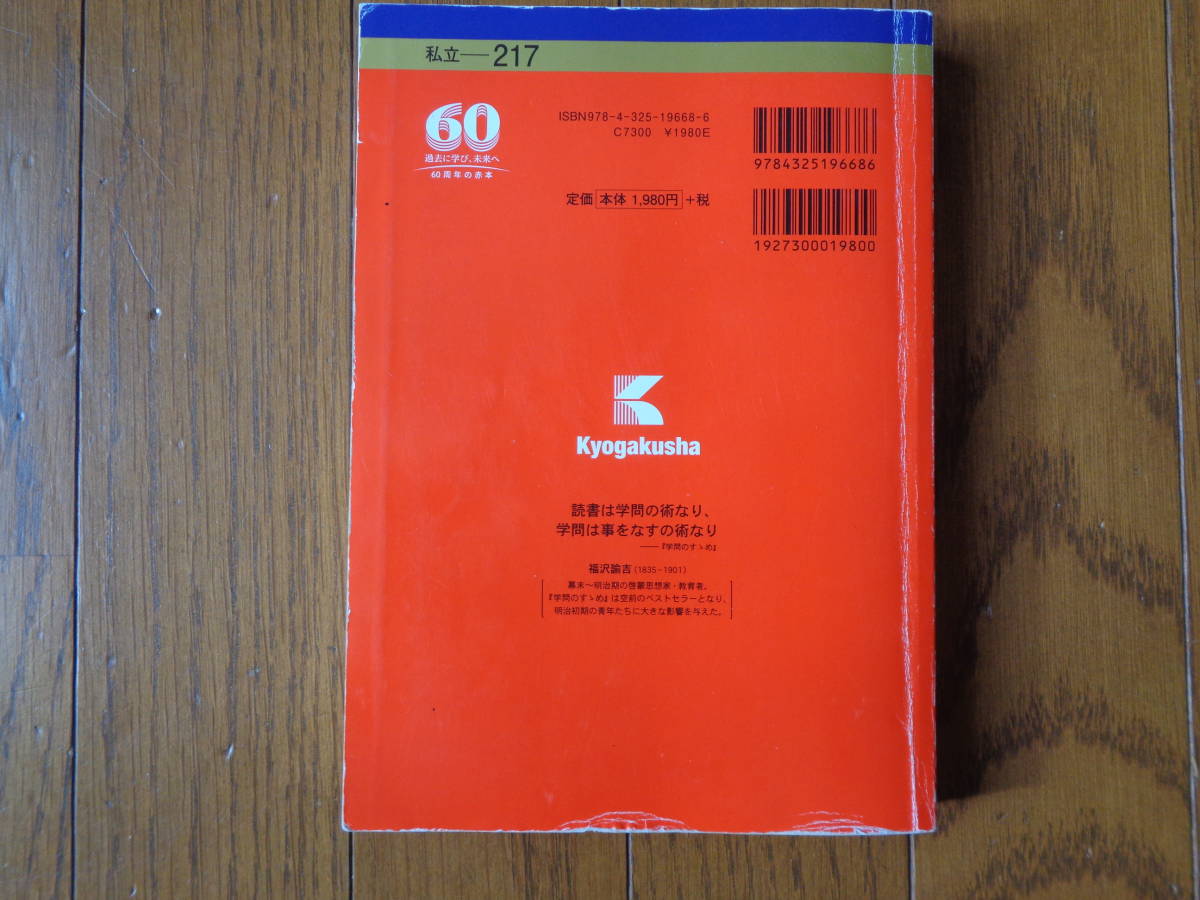 私立―217
60
過去に学び、未来へ
60周年の赤本
ISBN978-4-325-19668-6
C7300 ¥1980E
定価 本体 1,980円 +税
9784325196686
1927300019800
K
Kyogakusha
読書は学問の術なり、
学問は事をなすの術なり
――『学問のすゝめ』
福沢諭吉(1835-1901)
幕末~明治期の啓蒙思想家・教育者。
『学問のすゝめ』は空前のベストセラーとなり、
明治初期の青年たちに大きな影響を与えた。